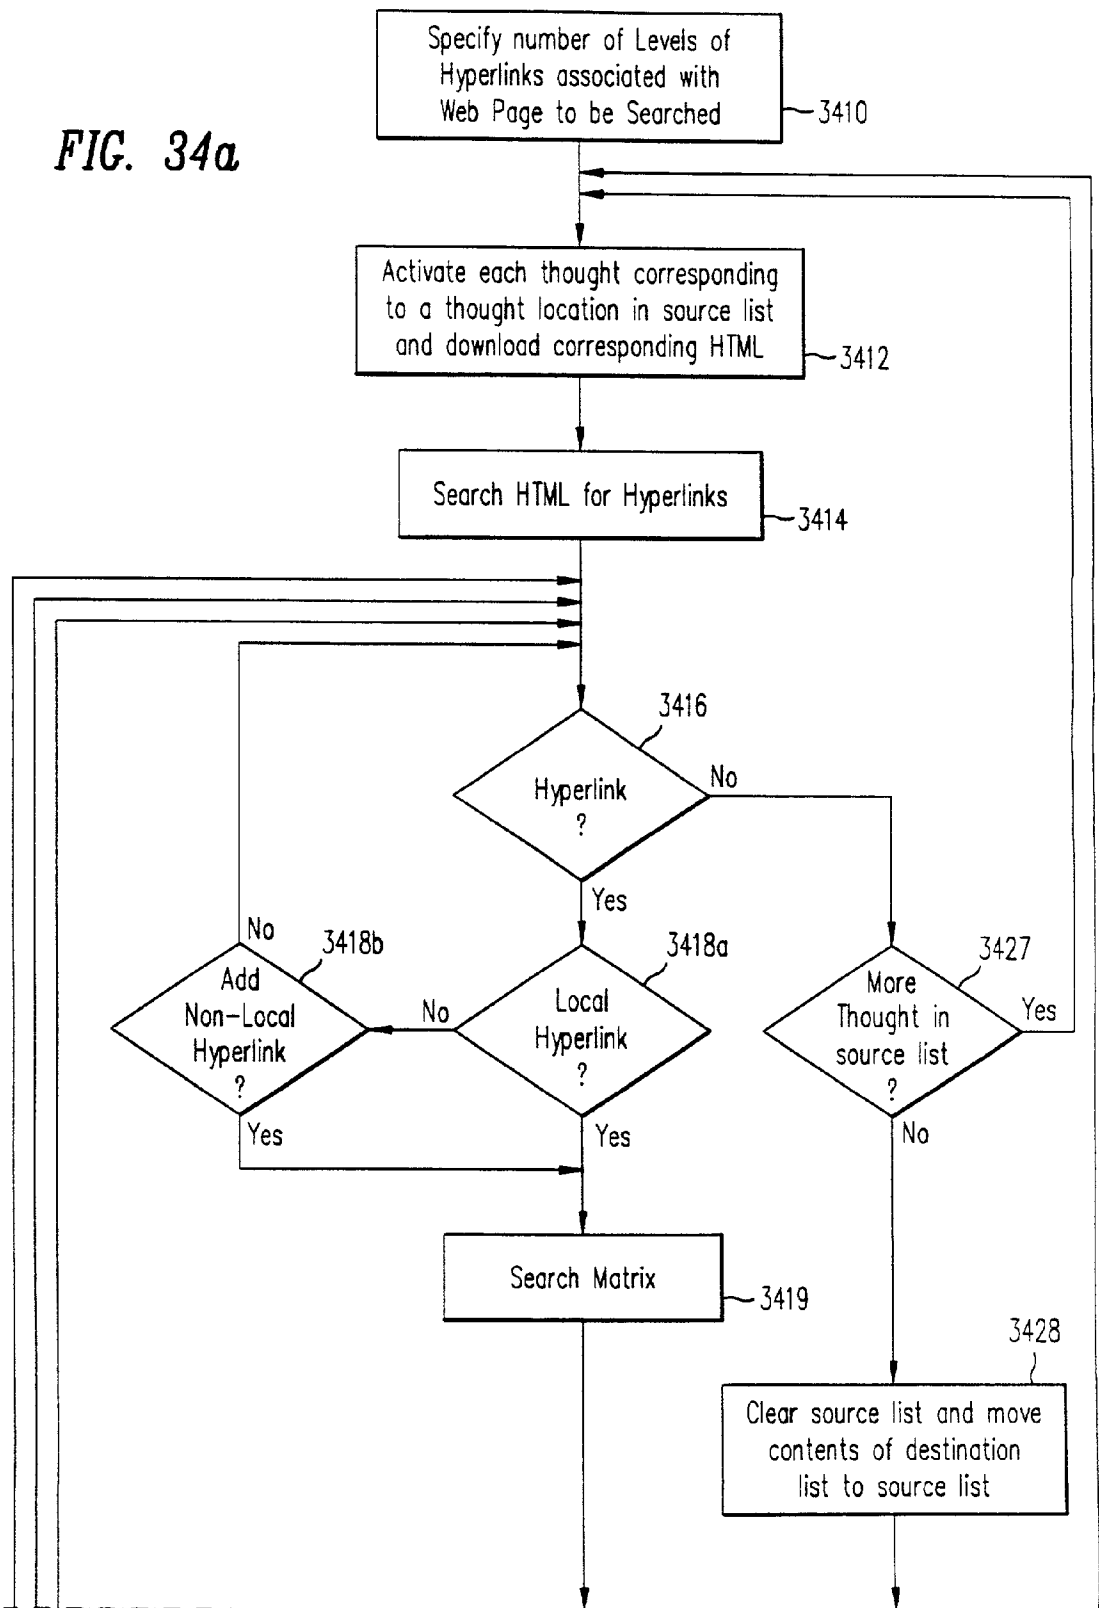 Specify number of Levels of
Hyperlinks associated with
Web Page to be Searched
3410
FIG. 34a
Activate each thought corresponding
to a thought location in source list
and download corresponding HTML
3412
Search HTML for Hyperlinks
3414
3416
Hyperlink
?
No
Yes
No
3418b
Add
Non-Local
Hyperlink
?
Yes
No
3418a
Local
Hyperlink
?
Yes
3427
More
Thought in
source list
?
Yes
No
Search Matrix
3419
3428
Clear source list and move
contents of destination
list to source list